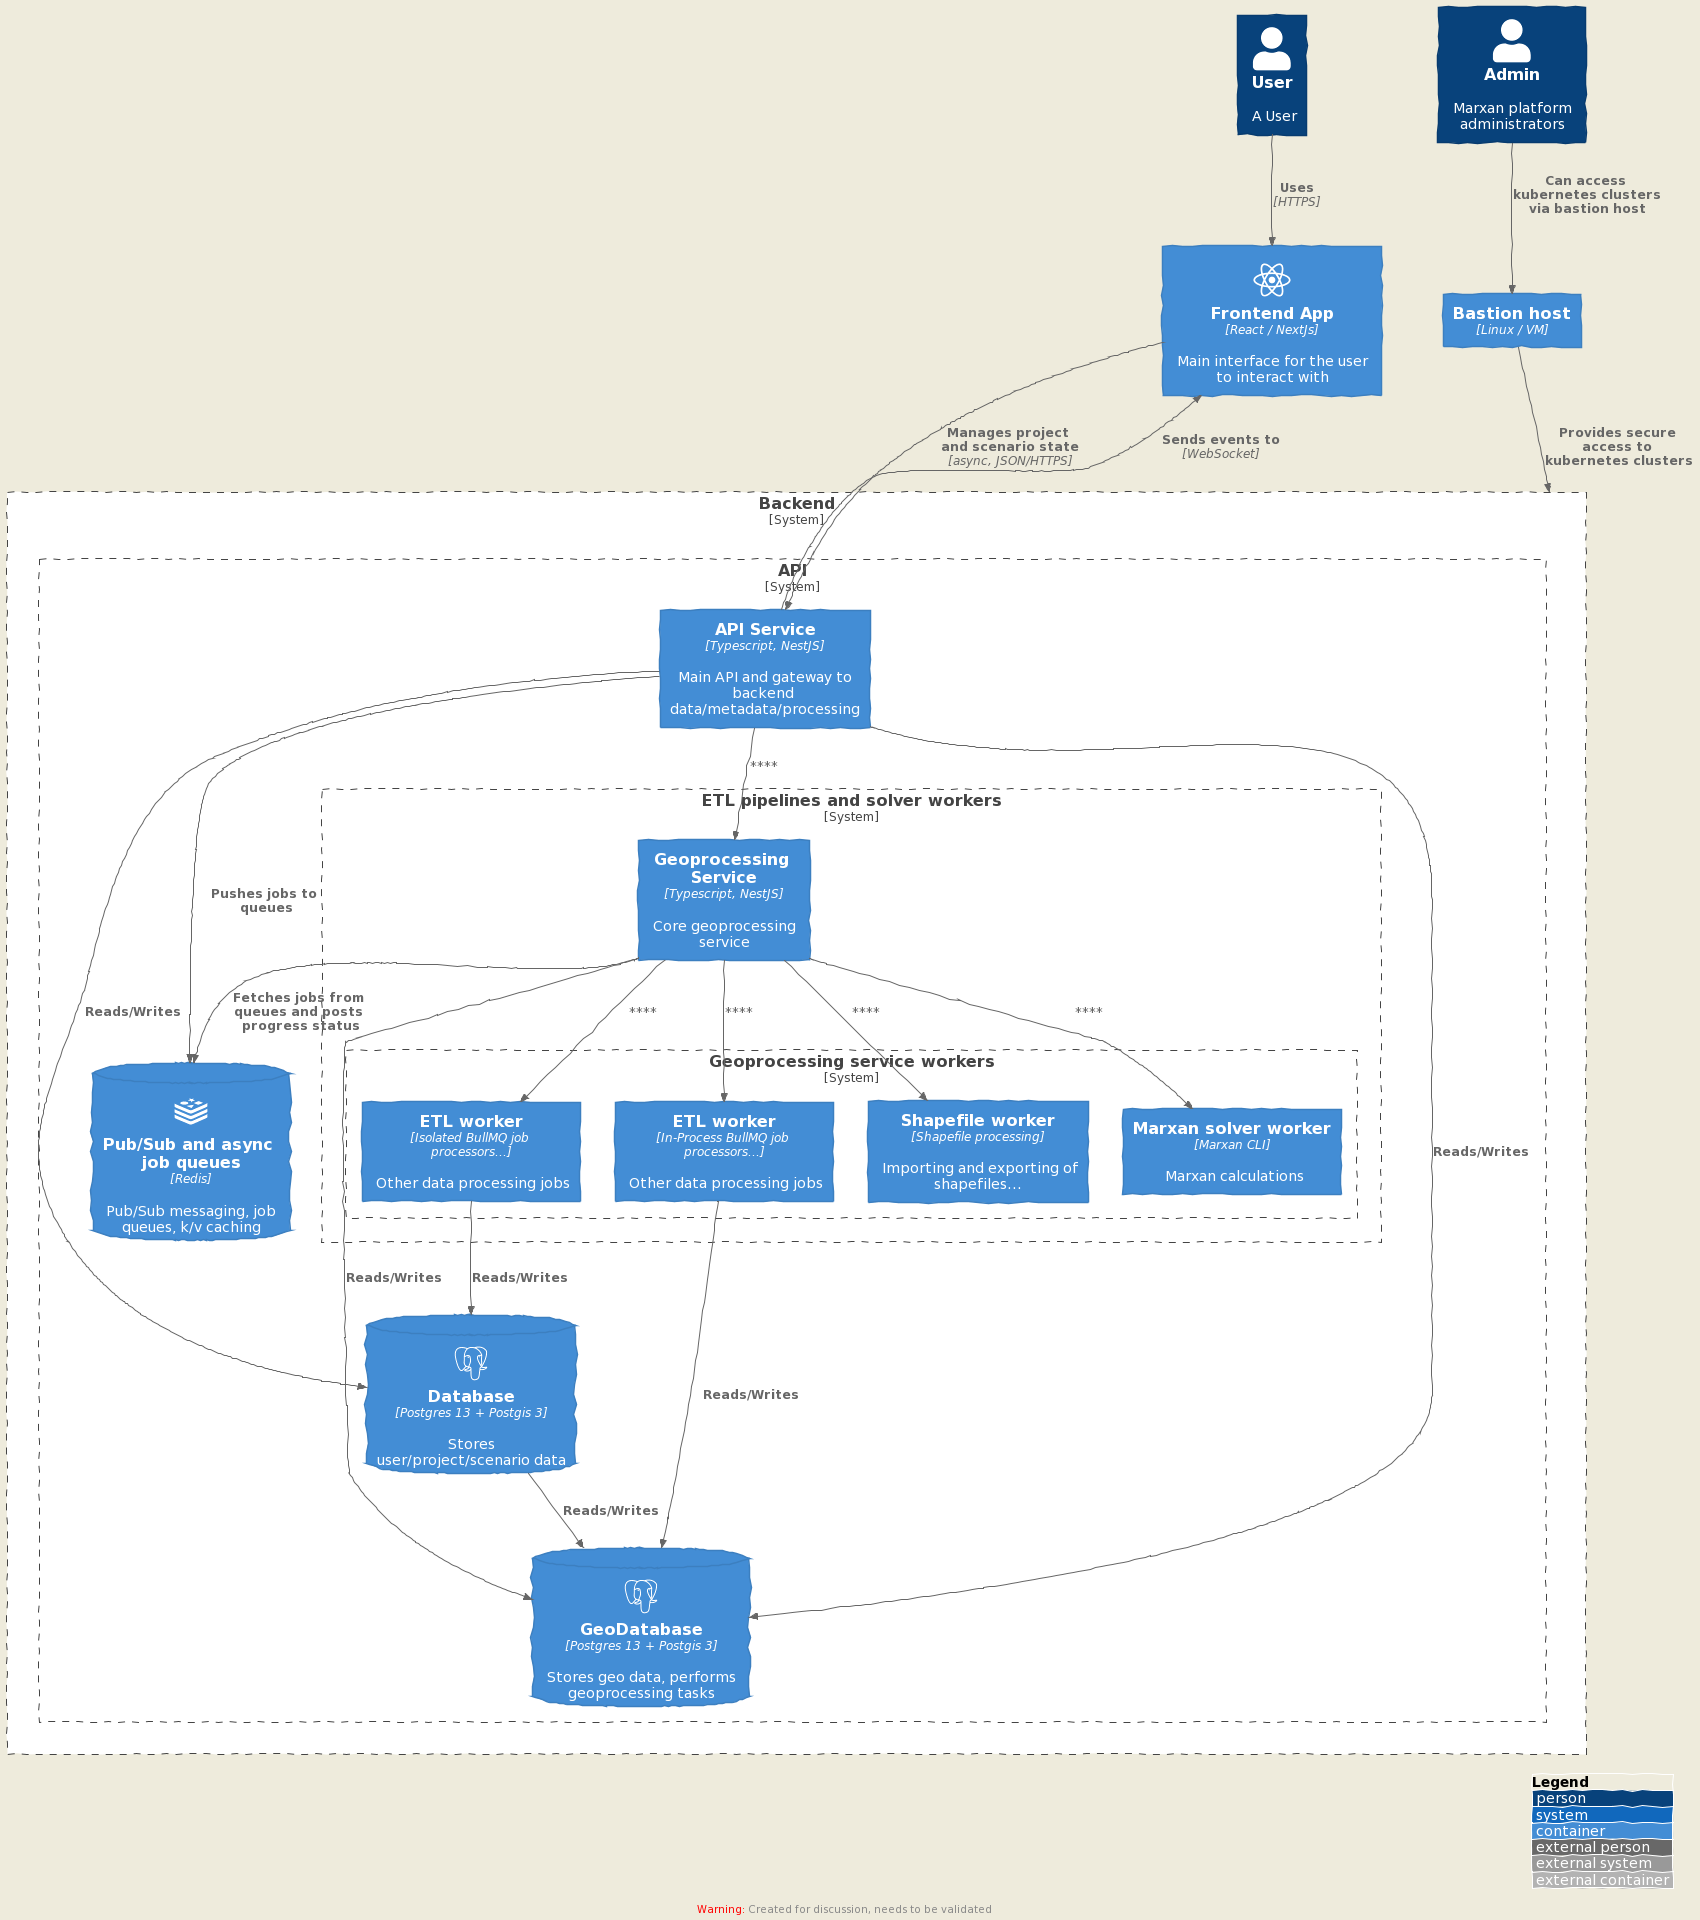 User
A User
Admin
Marxan platform
administrators
Uses
[HTTPS]
Can access
kubernetes clusters
via bastion host
Frontend App
[React / NextJs]
Main interface for the user
to interact with
Bastion host
[Linux / VM]
Manages project
and scenario state
[async, JSON/HTTPS]
Sends events to
[WebSocket]
Provides secure
access to
kubernetes clusters
Backend
[System]
API
[System]
API Service
[Typescript, NestJS]
Main API and gateway to
backend
data/metadata/processing
****
ETL pipelines and solver workers
[System]
Geoprocessing
Service
[Typescript, NestJS]
Core geoprocessing
service
Pushes jobs to
queues
Reads/Writes
Fetches jobs from
queues and posts
progress status
****
****
****
****
Geoprocessing service workers
[System]
Pub/Sub and async
job queues
[Redis]
Pub/Sub messaging, job
queues, k/v caching
ETL worker
[Isolated BullMQ job
processors...]
Other data processing jobs
ETL worker
[In-Process BullMQ job
processors...]
Other data processing jobs
Shapefile worker
[Shapefile processing]
Importing and exporting of
shapefiles...
Marxan solver worker
[Marxan CLI]
Marxan calculations
Reads/Writes
Reads/Writes
Reads/Writes
Database
[Postgres 13 + Postgis 3]
Stores
user/project/scenario data
Reads/Writes
Reads/Writes
GeoDatabase
[Postgres 13 + Postgis 3]
Stores geo data, performs
geoprocessing tasks
Legend
person
system
container
external person
external system
external container
Warning: Created for discussion, needs to be validated